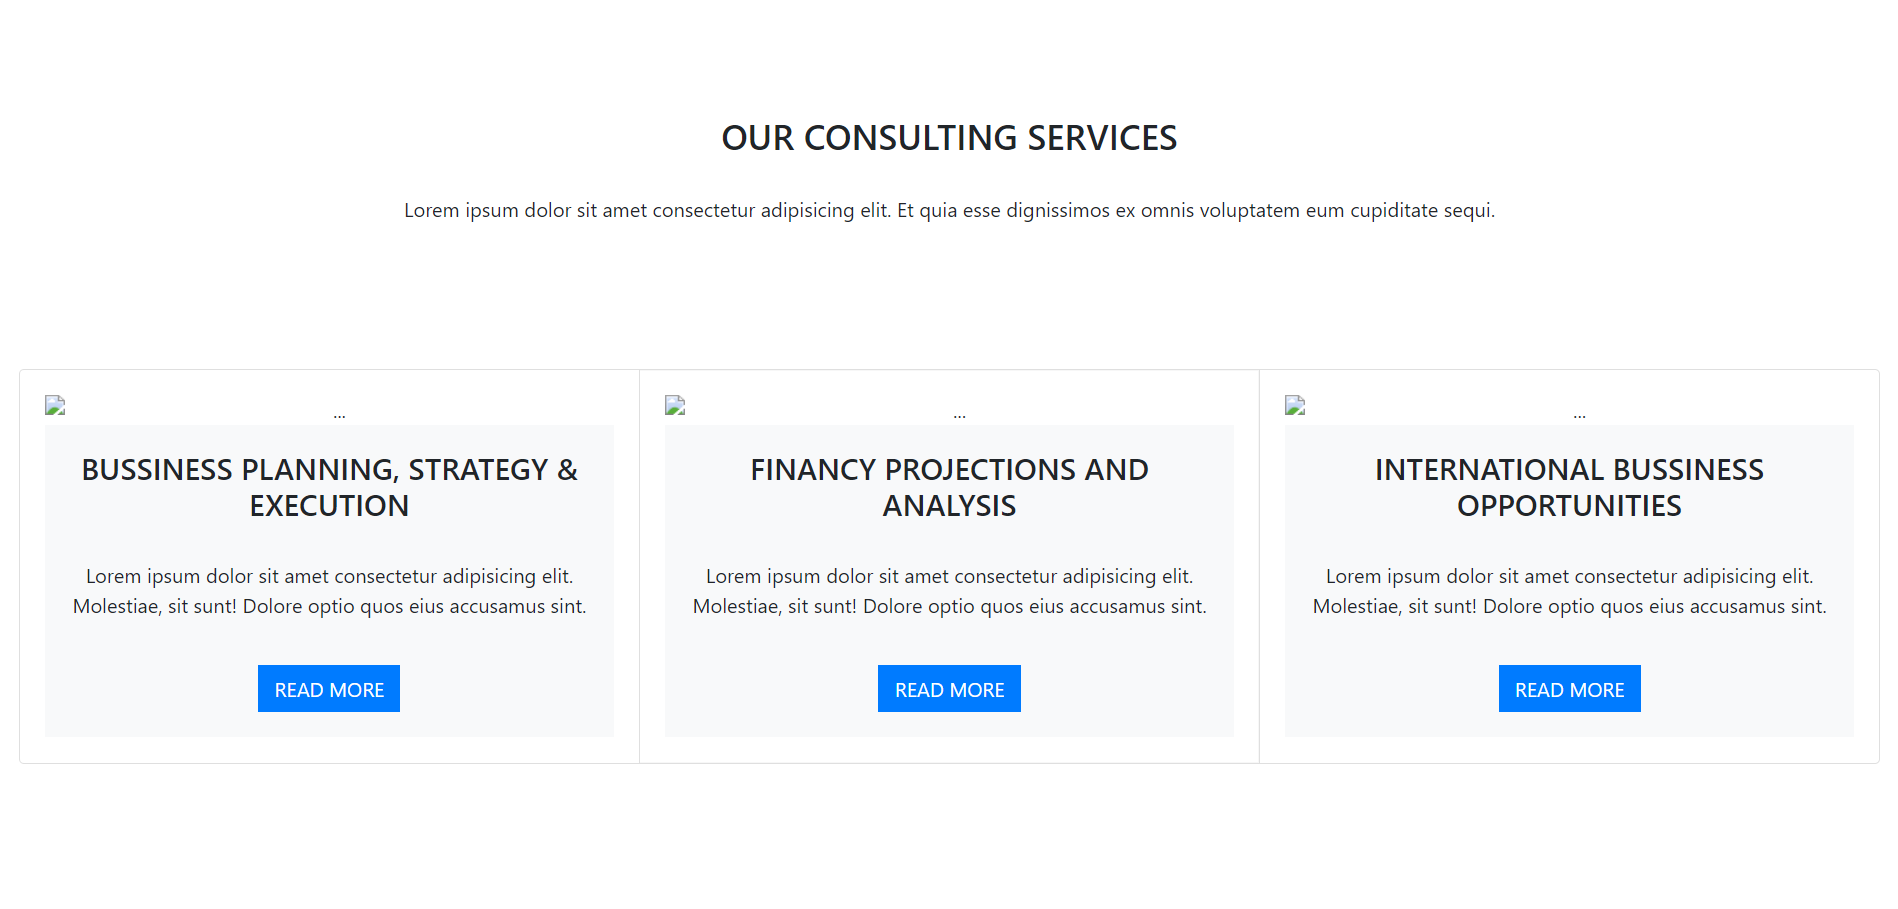 OUR CONSULTING SERVICES
Lorem ipsum dolor sit amet consectetur adipisicing elit. Et quia esse dignissimos ex omnis voluptatem eum cupiditate sequi.
...
BUSSINESS PLANNING, STRATEGY &
EXECUTION
Lorem ipsum dolor sit amet consectetur adipisicing elit.
Molestiae, sit sunt! Dolore optio quos eius accusamus sint.
READ MORE
...
FINANCY PROJECTIONS AND
ANALYSIS
Lorem ipsum dolor sit amet consectetur adipisicing elit.
Molestiae, sit sunt! Dolore optio quos eius accusamus sint.
READ MORE
...
INTERNATIONAL BUSSINESS
OPPORTUNITIES
Lorem ipsum dolor sit amet consectetur adipisicing elit.
Molestiae, sit sunt! Dolore optio quos eius accusamus sint.
READ MORE